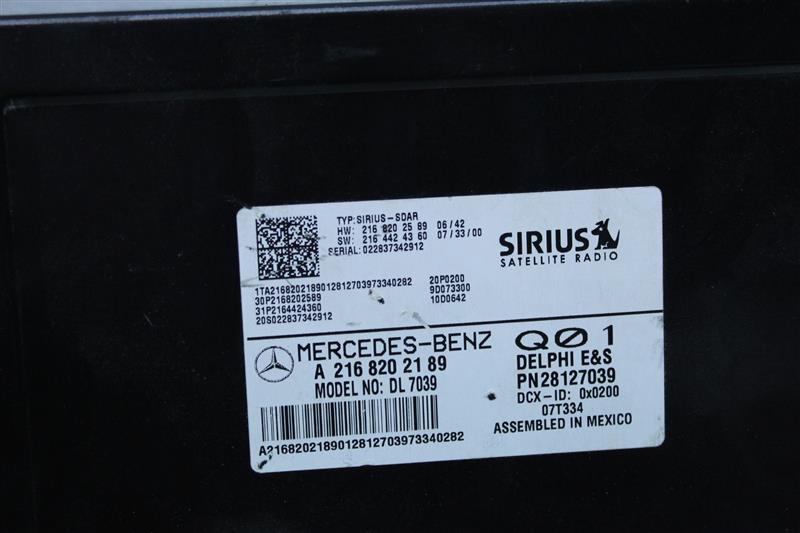 TYP:SIRIUS-SDAR
HW: 216 820 25 89 06/42
SW: 216 442 43 60 07/33/00
SERIAL: 022837342912
SIRIUS
SATELLITE RADIO
1TA2168202189012812703973340282 20P0200
30P2168202589 9D073300
31P2164424360 10D0642
20S022837342912
MERCEDES-BENZ
A 216 820 21 89
MODEL NO: DL 7039
A2168202189012812703973340282
QØ1
DELPHI E&S
PN28127039
DCX-ID: 0x0200
07T334
ASSEMBLED IN MEXICO